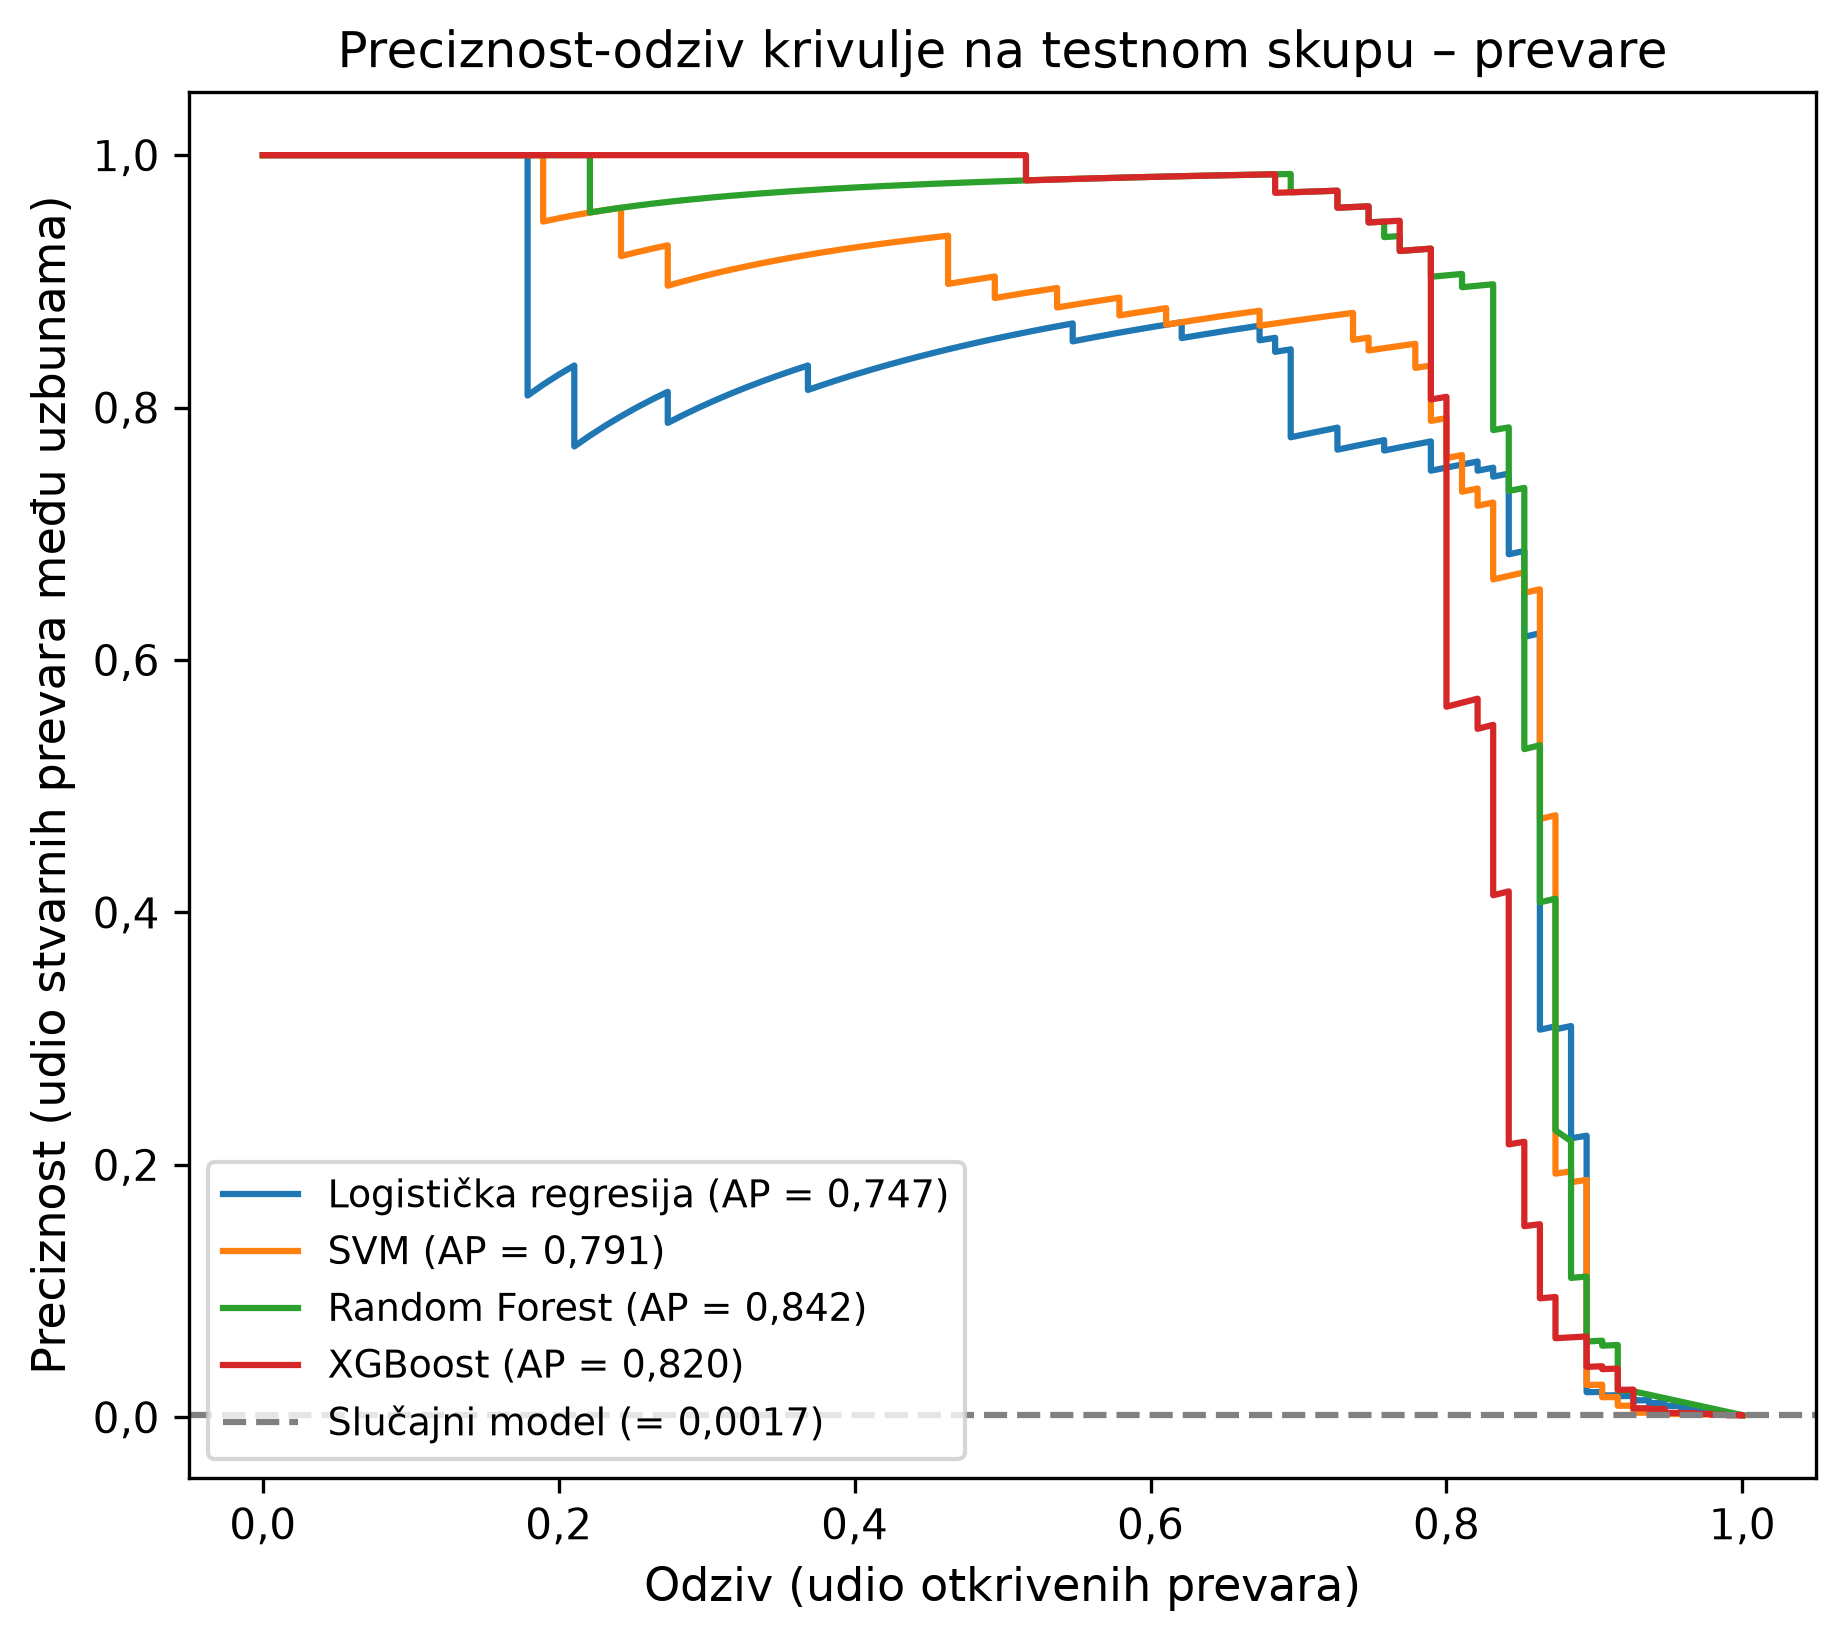 Preciznost-odziv krivulje na testnom skupu – prevare
Preciznost (udio stvarnih prevara među uzbunama)
1,0
0,8
0,6
0,4
0,2
0,0
Logistička regresija (AP = 0,747)
SVM (AP = 0,791)
Random Forest (AP = 0,842)
XGBoost (AP = 0,820)
Slučajni model (= 0,0017)
0,0 0,2 0,4 0,6 0,8 1,0
Odziv (udio otkrivenih prevara)